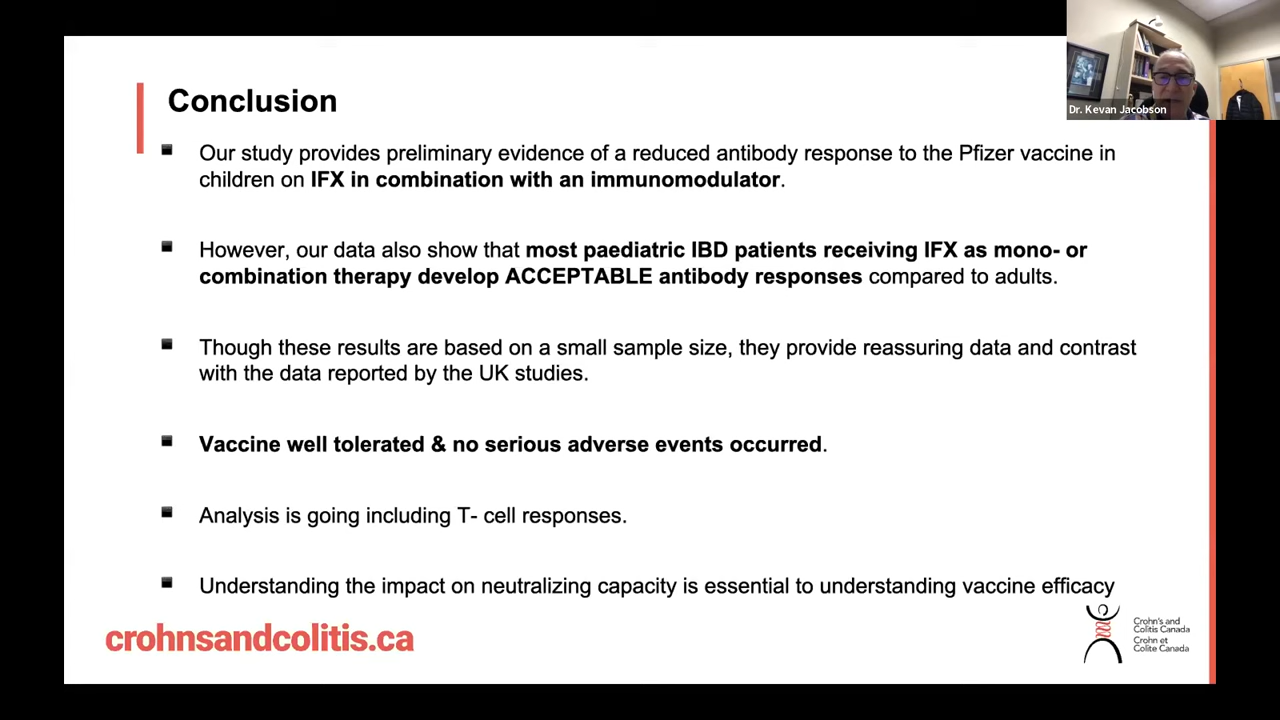 Dr. Kevan Jacobson
Conclusion
Our study provides preliminary evidence of a reduced antibody response to the Pfizer vaccine in
children on IFX in combination with an immunomodulator.
However, our data also show that most paediatric IBD patients receiving IFX as mono- or
combination therapy develop ACCEPTABLE antibody responses compared to adults.
Though these results are based on a small sample size, they provide reassuring data and contrast
with the data reported by the UK studies.
Vaccine well tolerated & no serious adverse events occurred.
Analysis is going including T- cell responses.
Understanding the impact on neutralizing capacity is essential to understanding vaccine efficacy
crohnsandcolitis.ca
Crohn's and
Colitis Canada
Crohn et
Colite Canada